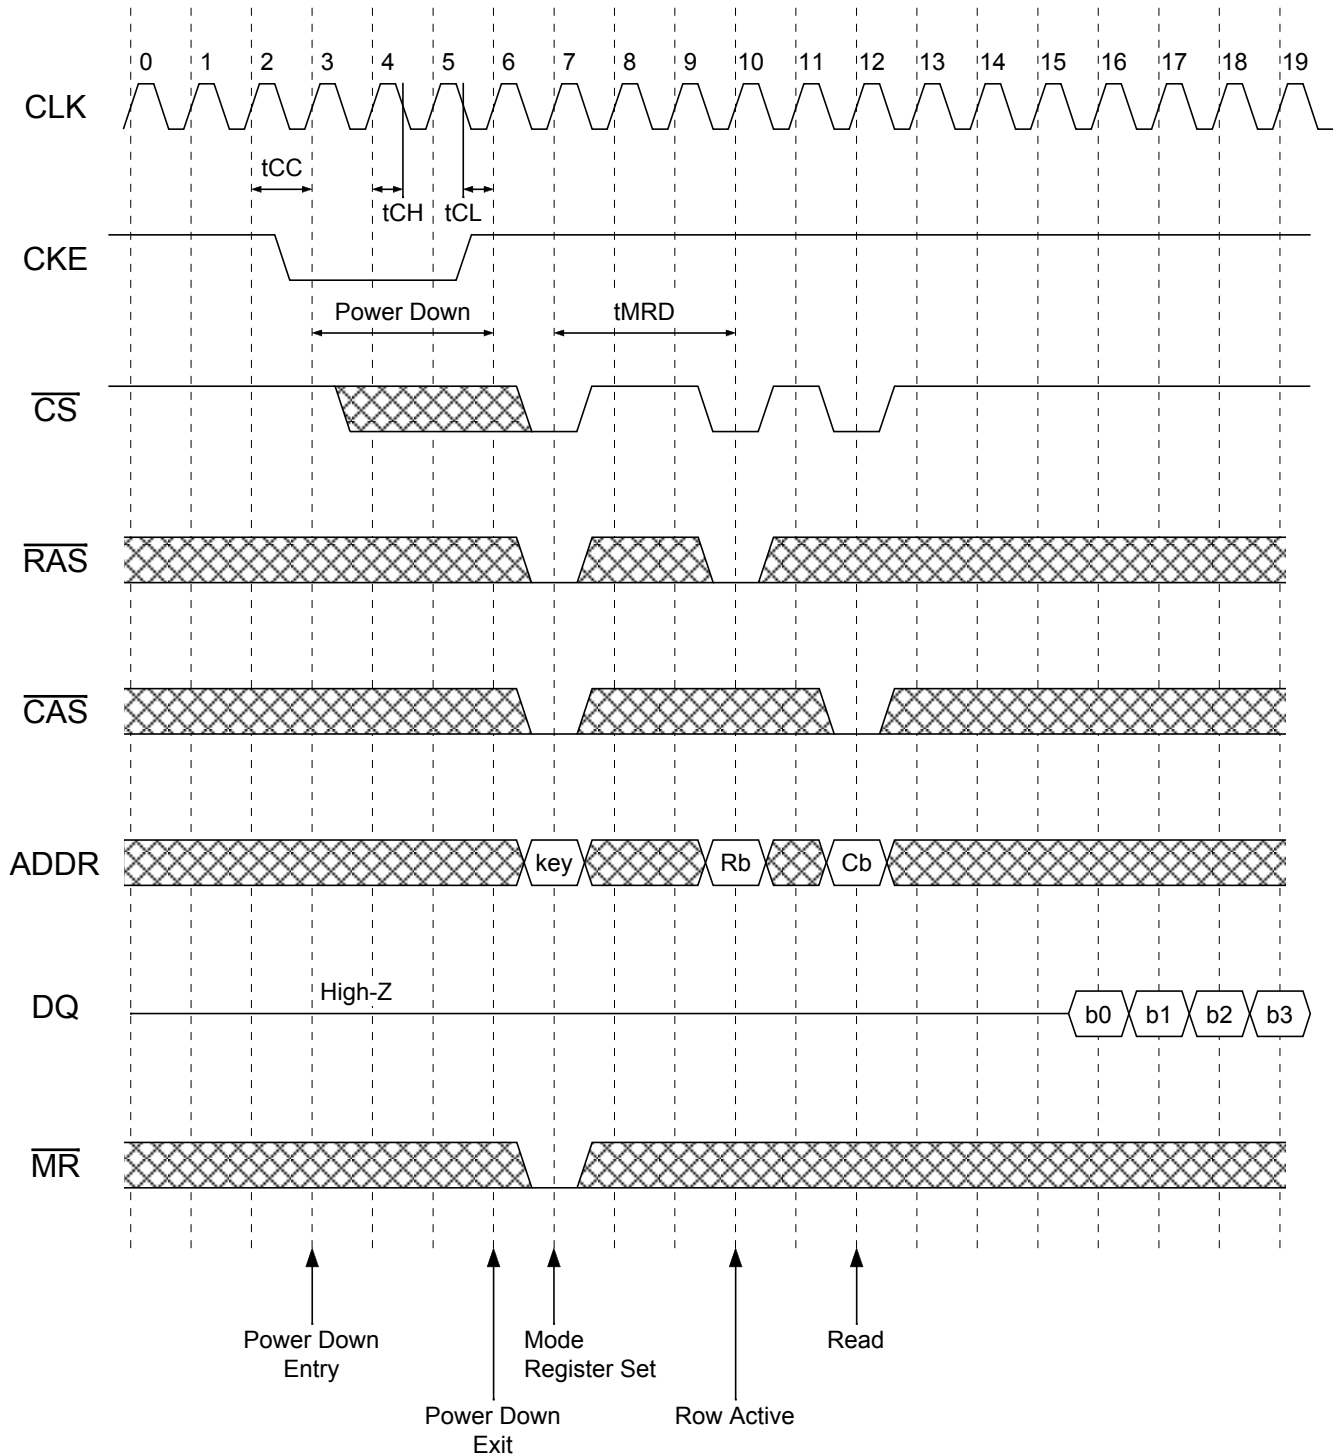 0 1 2 3 4 5 6 7 8 9 10 11 12 13 14 15 16 17 18 19
CLK
tCC
tCH
tCL
CKE
Power Down
tMRD
CS
RAS
CAS
ADDR
key
Rb
Cb
High-Z
DQ
b0
b1
b2
b3
MR
Power Down
Entry
Mode
Register Set
Read
Power Down
Exit
Row Active